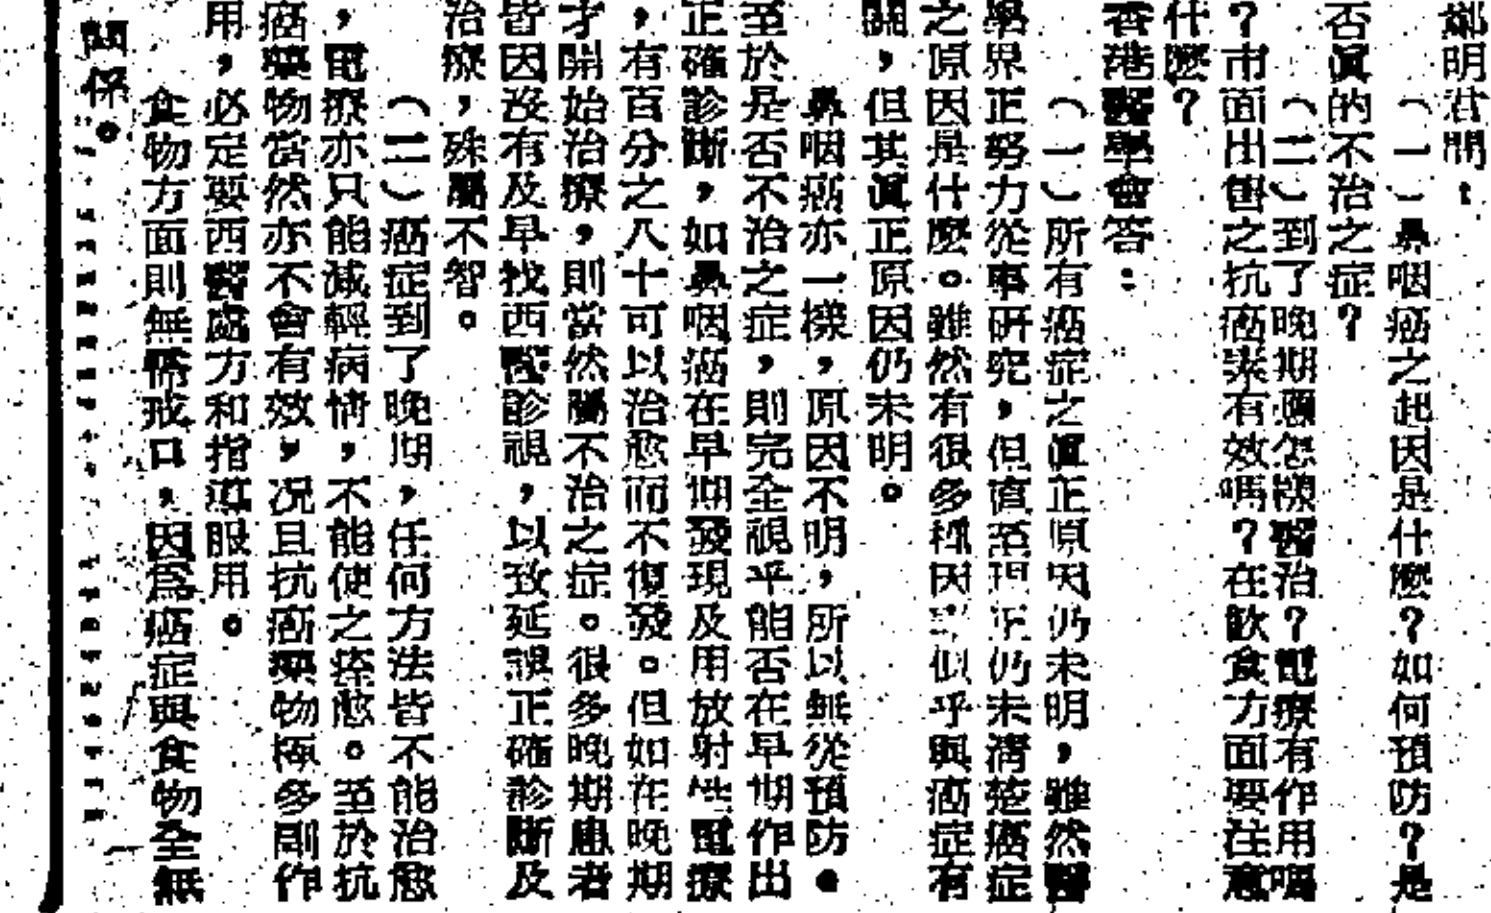 鄭明君問：
（一）鼻咽癌之起因是什麼？如何預防？是
否眞的不治之症？
（二）到了晚期應怎樣醫治？電療有作用嗎
？市面出售之抗癌素有效嗎？在飲食方面要注意
什麼？
香港醫學會答：
（一）所有癌症之眞正原因仍未明，雖然醫
學界正努力從事研究，但直至現在仍未清楚癌症
之原因是什麼。雖然有很多種因素似乎與癌症有
關，但其眞正原因仍未明。
鼻咽癌亦一樣，原因不明，所以無從預防。
至於是否不治之症，則完全視乎能否在早期作出
正確診斷，如鼻咽癌在早期發現及用放射性電療
，有百分之八十可以治愈而不復發。但如在晚期
才開始治療，則當然屬不治之症。很多晚期患者
皆因沒有及早找西醫診視，以致延誤正確診斷及
治療，殊屬不智。
（二）癌症到了晚期，任何方法皆不能治愈
，電療亦只能減輕病情，不能使之痊愈。至於抗
癌藥物當然亦不會有效，况且抗癌藥物極多副作
用，必定要西醫處方和指導服用。
食物方面則無需戒口，因爲癌症與食物全無
關係。